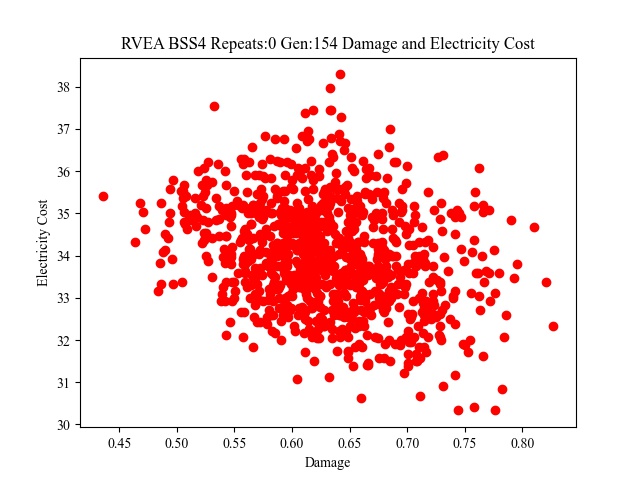 RVEA BSS4 Repeats:0 Gen:154 Damage and Electricity Cost
38
37
36
35
34
33
32
31
30
Electricity Cost
0.45 0.50 0.55 0.60 0.65 0.70 0.75 0.80
Damage